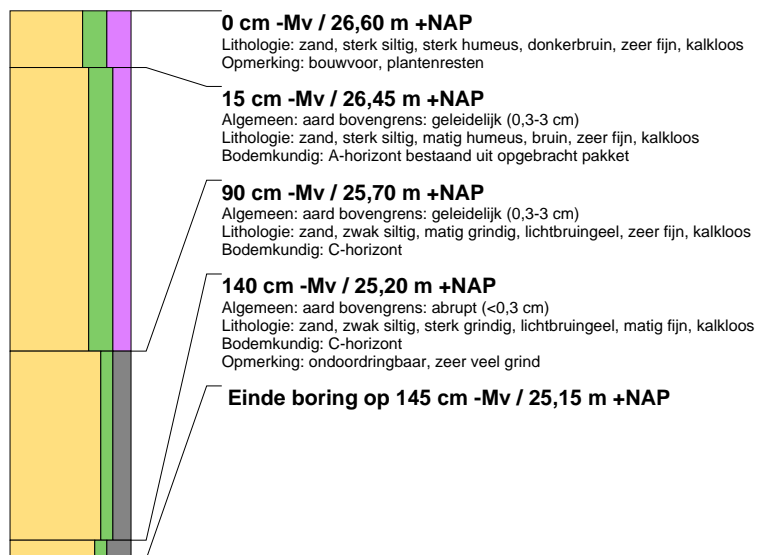 0 cm -Mv / 26,60 m +NAP
Lithologie: zand, sterk siltig, sterk humeus, donkerbruin, zeer fijn, kalkloos
Opmerking: bouwvoor, plantenresten
15 cm -Mv / 26,45 m +NAP
Algemeen: aard bovengrens: geleidelijk (0,3-3 cm)
Lithologie: zand, sterk siltig, matig humeus, bruin, zeer fijn, kalkloos
Bodemkundig: A-horizont bestaand uit opgebracht pakket
90 cm -Mv / 25,70 m +NAP
Algemeen: aard bovengrens: geleidelijk (0,3-3 cm)
Lithologie: zand, zwak siltig, matig grindig, lichtbruingeel, zeer fijn, kalkloos
Bodemkundig: C-horizont
140 cm -Mv / 25,20 m +NAP
Algemeen: aard bovengrens: abrupt (<0,3 cm)
Lithologie: zand, zwak siltig, sterk grindig, lichtbruingeel, matig fijn, kalkloos
Bodemkundig: C-horizont
Opmerking: ondoordringbaar, zeer veel grind
Einde boring op 145 cm -Mv / 25,15 m +NAP